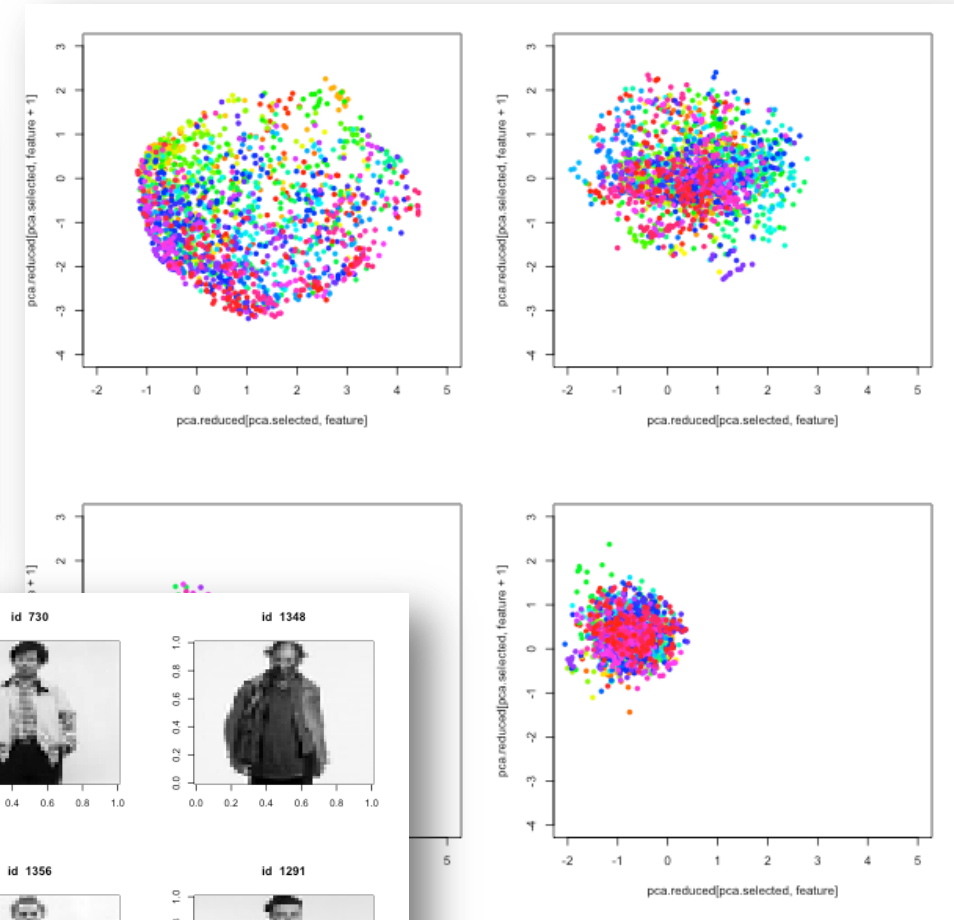 3
2
1
0
-1
-2
-3
-4
pca.reduced[pca.selected, feature + 1]
-2 -1 0 1 2 3 4 5
pca.reduced[pca.selected, feature]
3
2
1
0
-1
-2
-3
-4
pca.reduced[pca.selected, feature + 1]
-2 -1 0 1 2 3 4 5
pca.reduced[pca.selected, feature]
3
2
+ 1]
5
3
2
1
0
-1
-2
-3
-4
pca.reduced[pca.selected, feature + 1]
-2 -1 0 1 2 3 4 5
pca.reduced[pca.selected, feature]
id 730
0.4 0.6 0.8 1.0
id 1348
1.0
0.8
0.6
0.4
0.2
0.0
0.0 0.2 0.4 0.6 0.8 1.0
id 1356
id 1291
1.0